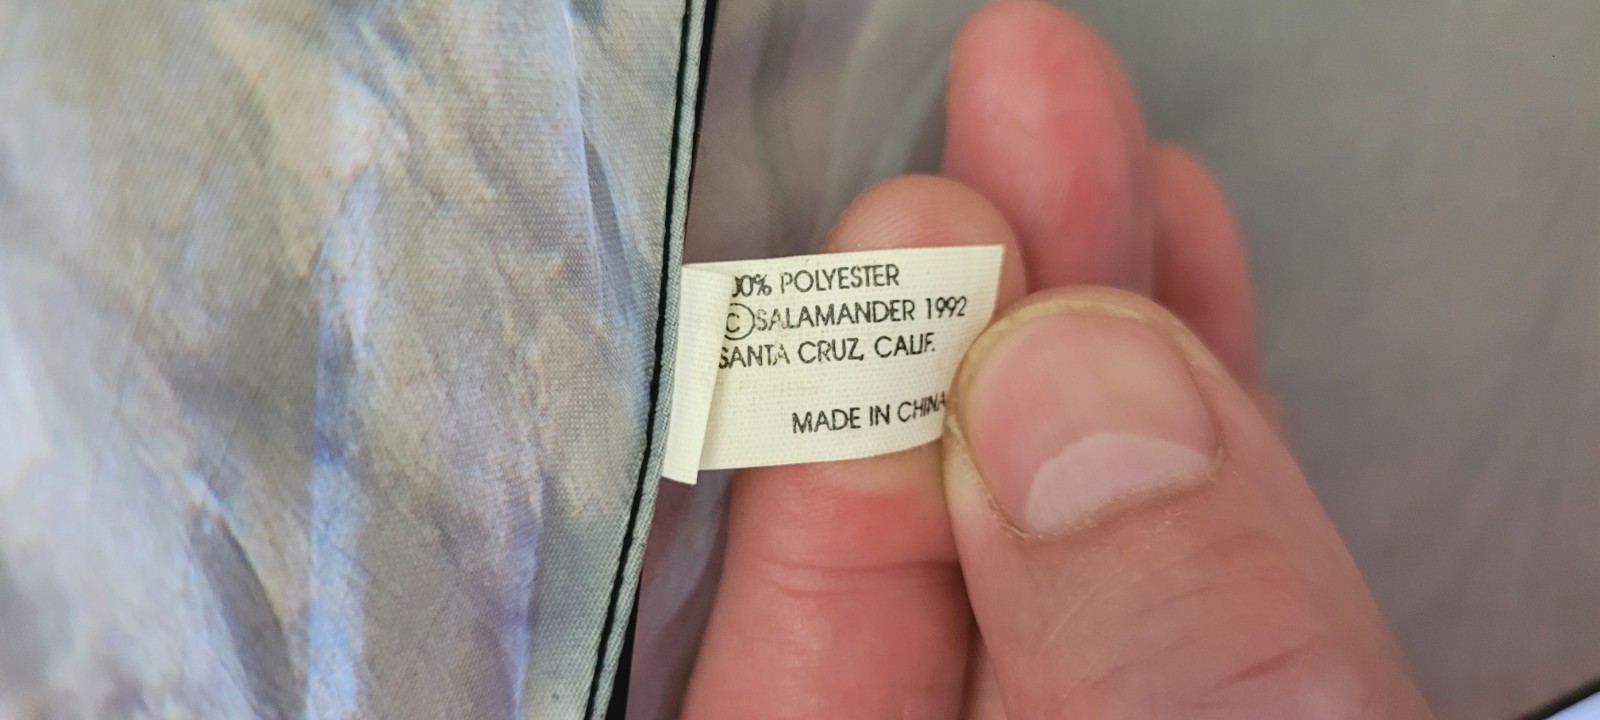 00% POLYESTER
©SALAMANDER 1992
SANTA CRUZ, CALIF.
MADE IN CHINA